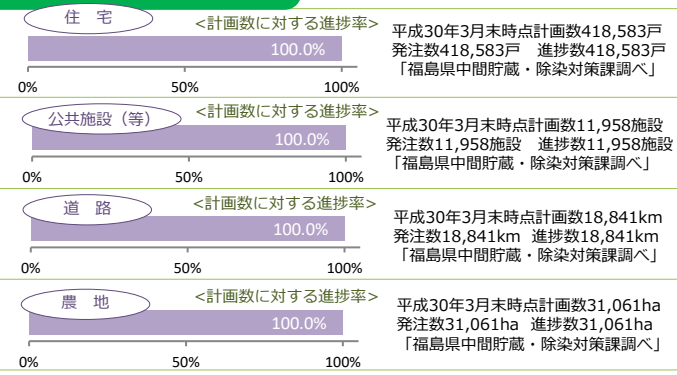 住　宅
<計画数に対する進捗率>
100.0%
0% 50% 100%
平成30年3月末時点計画数418,583戸
発注数418,583戸　進捗数418,583戸
「福島県中間貯蔵・除染対策課調べ」
公共施設（等）
<計画数に対する進捗率>
100.0%
0% 50% 100%
平成30年3月末時点計画数11,958施設
発注数11,958施設　進捗数11,958施設
「福島県中間貯蔵・除染対策課調べ」
道　路
<計画数に対する進捗率>
100.0%
0% 50% 100%
平成30年3月末時点計画数18,841km
発注数18,841km　進捗数18,841km
「福島県中間貯蔵・除染対策課調べ」
農　地
<計画数に対する進捗率>
100.0%
0% 50% 100%
平成30年3月末時点計画数31,061ha
発注数31,061ha　進捗数31,061ha
「福島県中間貯蔵・除染対策課調べ」